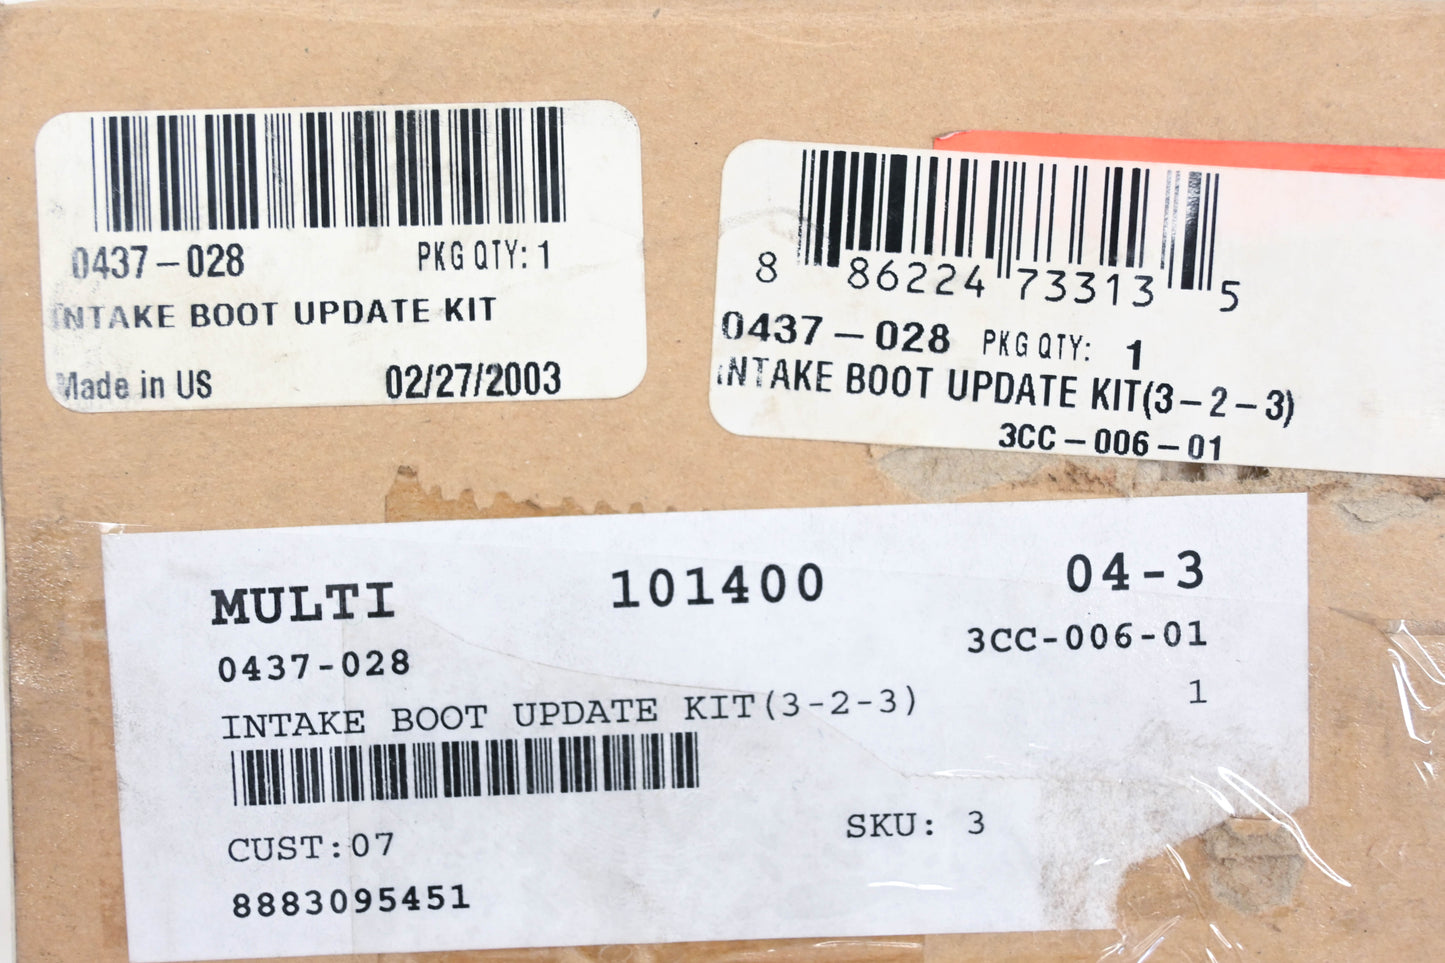 0437-028 PKG QTY: 1
INTAKE BOOT UPDATE KIT
Made in US 02/27/2003
8 86224 73313 5
0437-028 PKG QTY: 1
INTAKE BOOT UPDATE KIT(3-2-3)
3CC-006-01
MULTI 101400 04-3
0437-028 3CC-006-01
INTAKE BOOT UPDATE KIT(3-2-3) 1
CUST:07 SKU: 3
8883095451